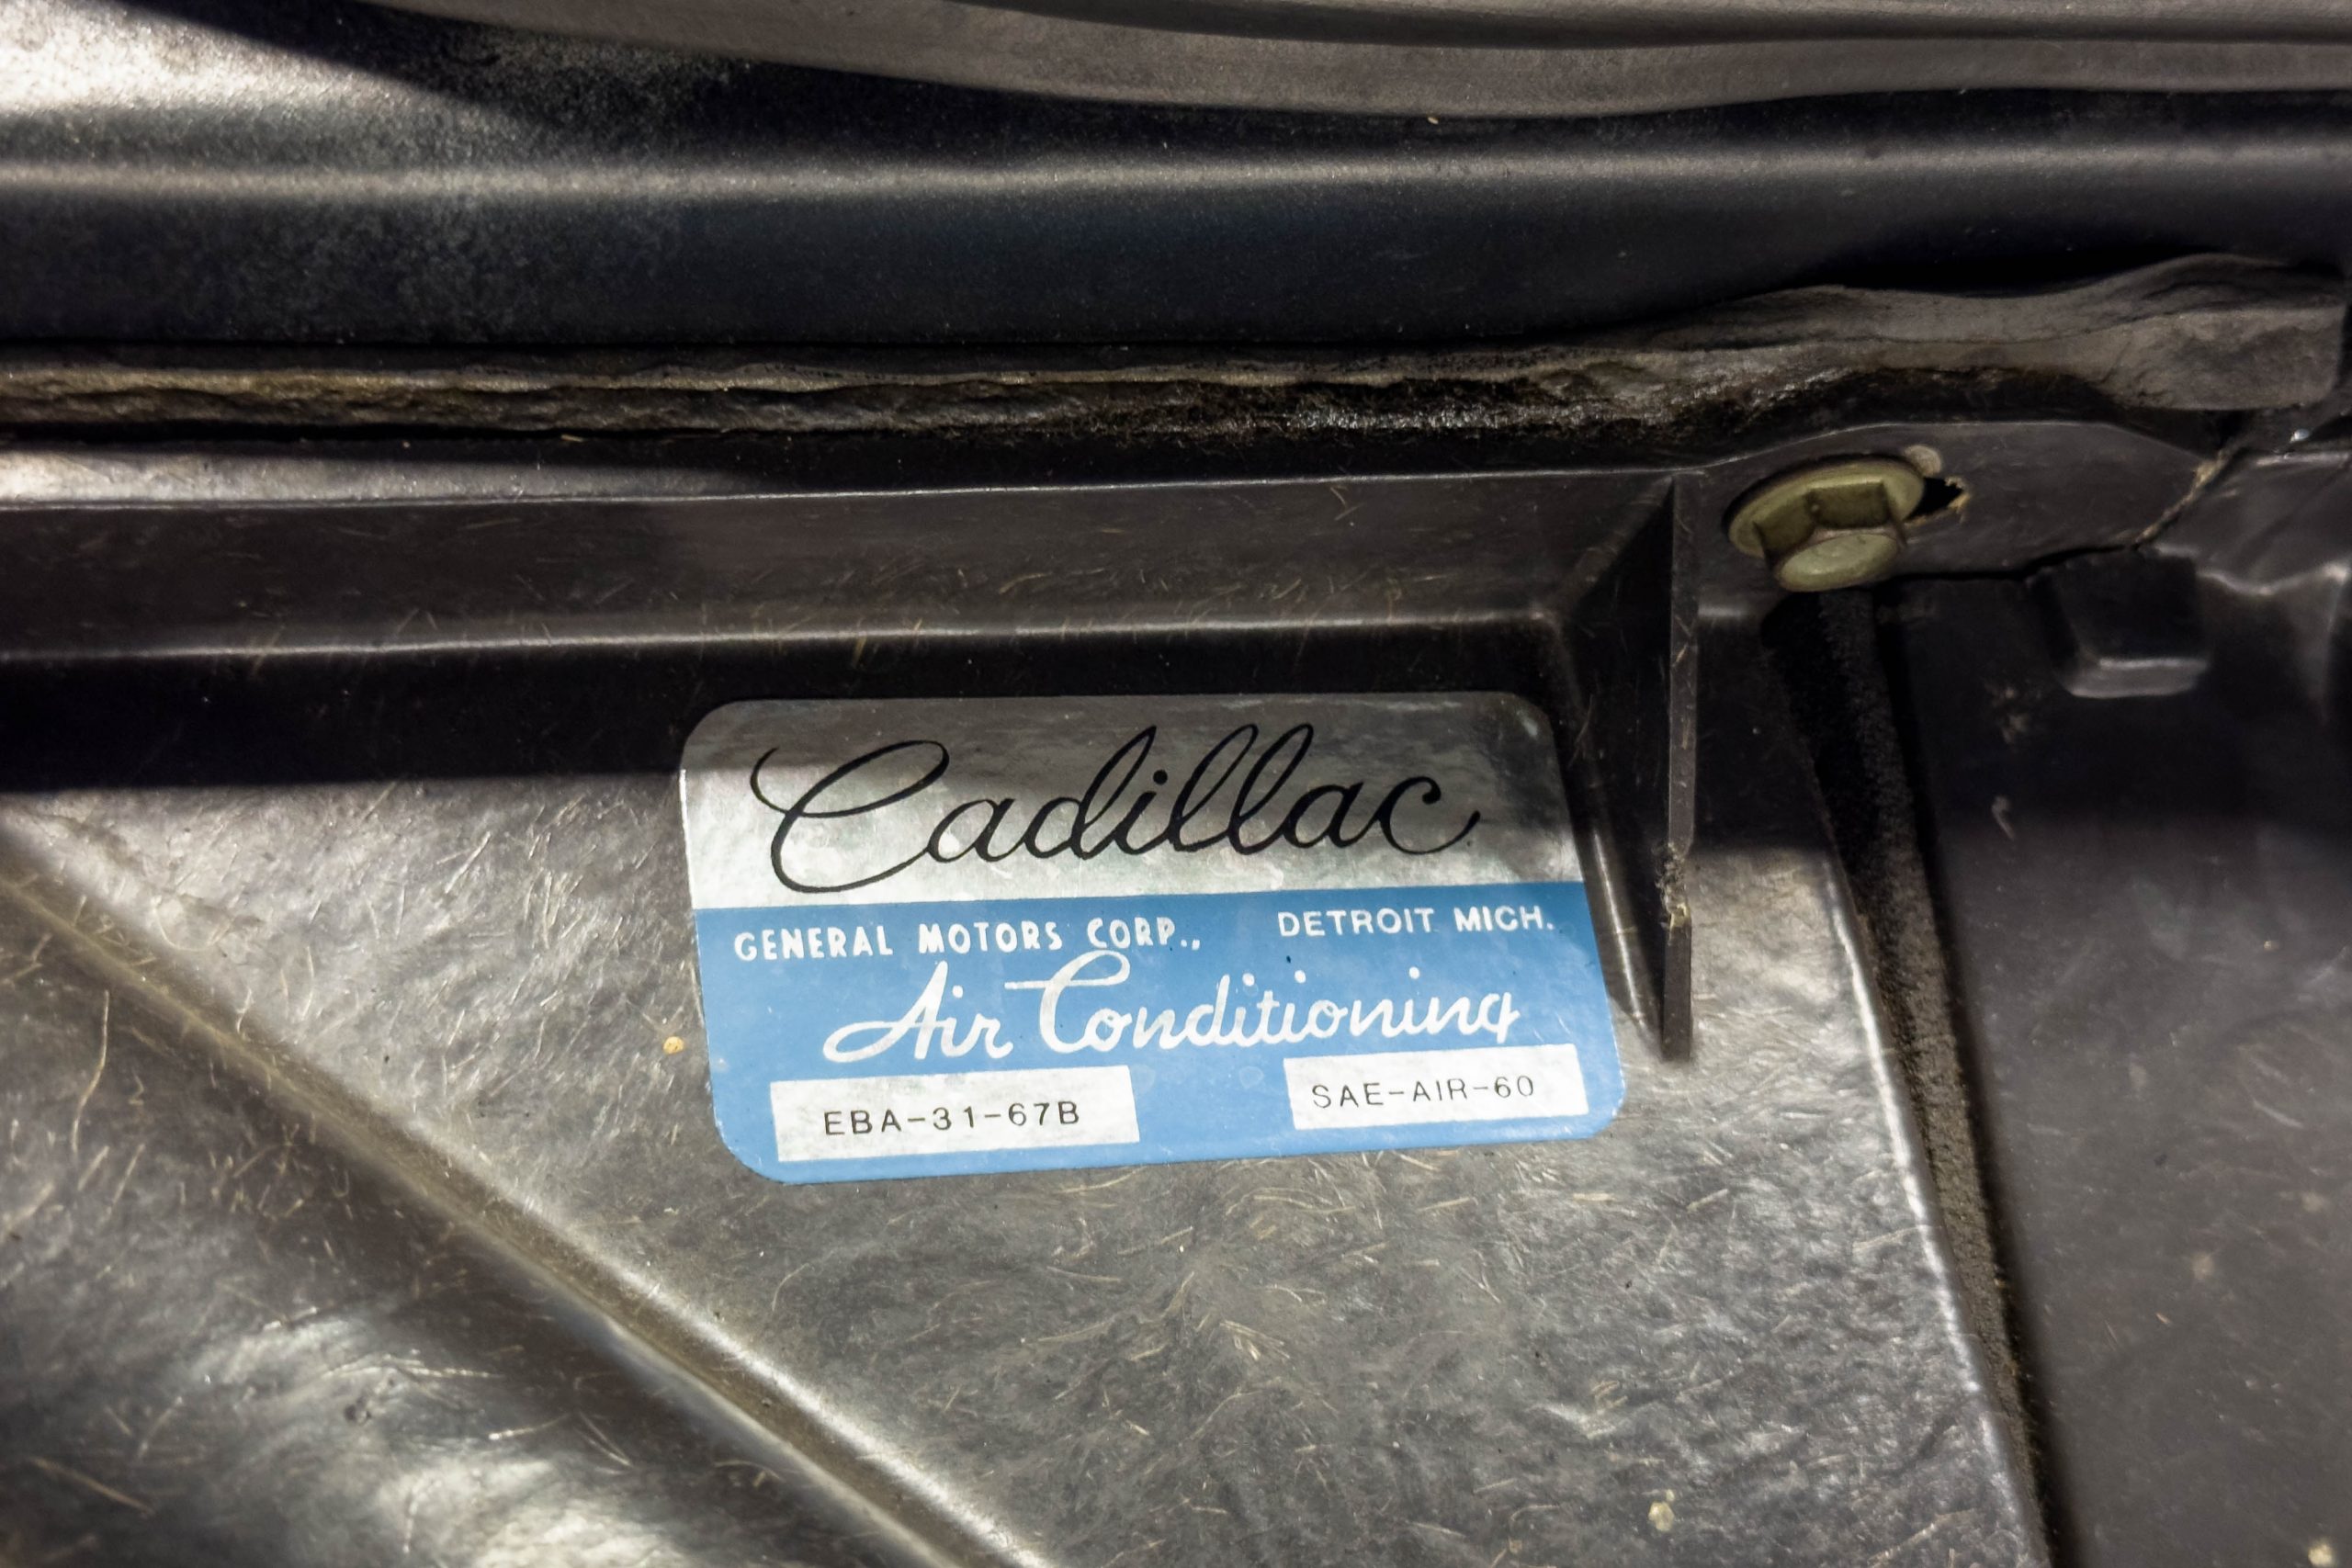 Cadillac
GENERAL MOTORS CORP., DETROIT MICH.
Air Conditioning
EBA-31-67B SAE-AIR-60